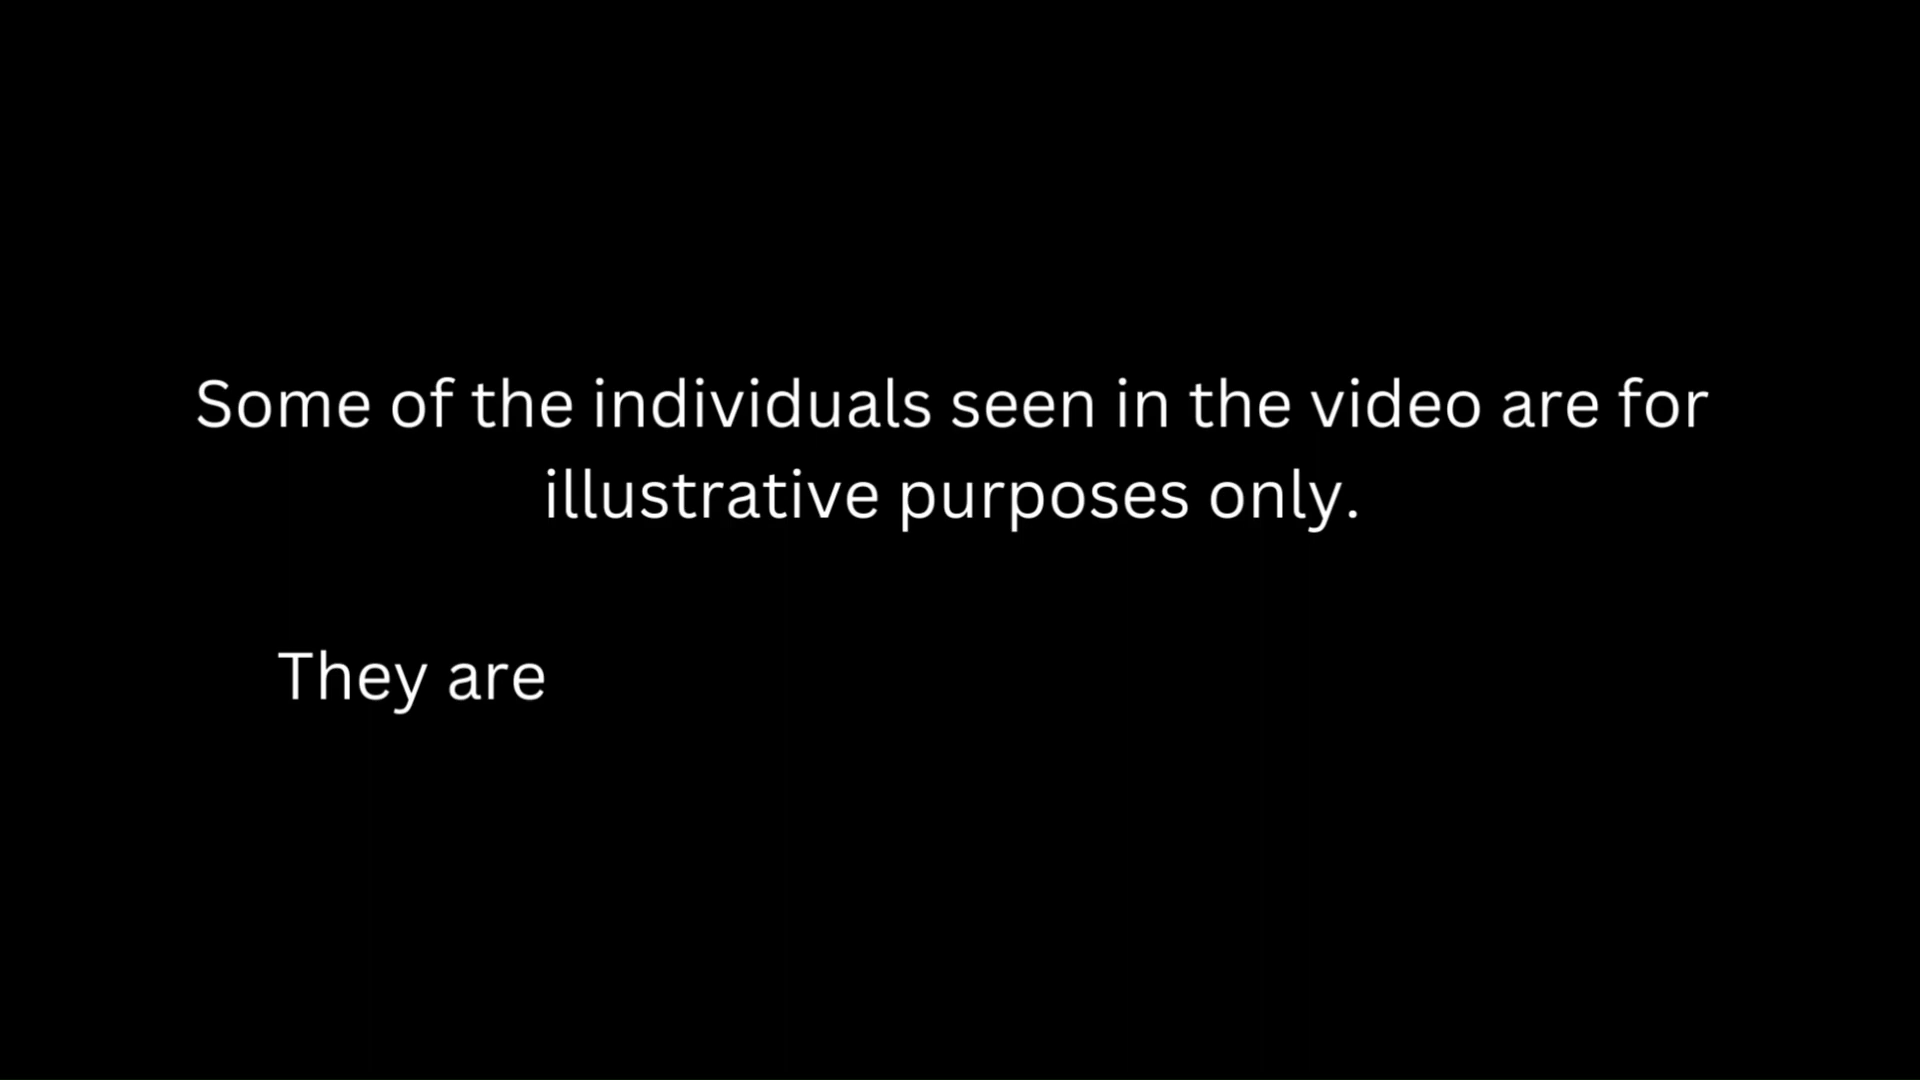 Some of the individuals seen in the video are for
illustrative purposes only.
They are